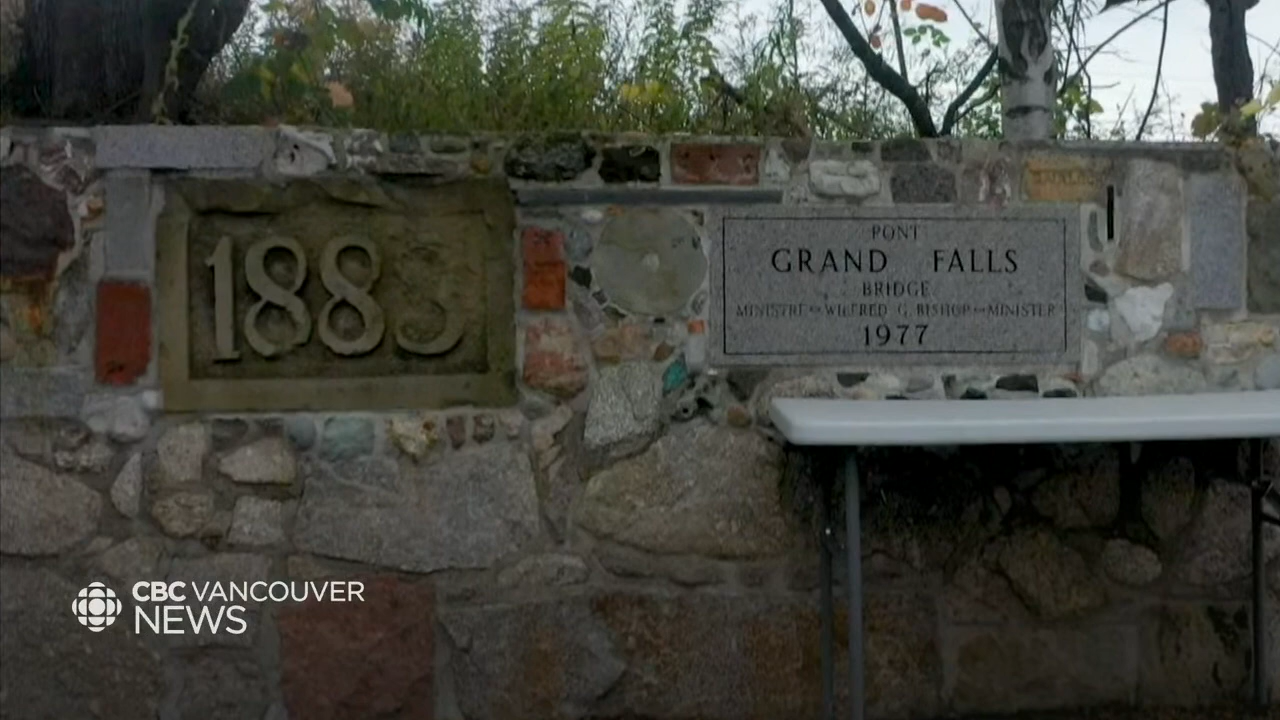 1883
PONT
GRAND FALLS
BRIDGE
MINISTRE WILFRED G. BISHOP MINISTER
1977
CBC VANCOUVER
NEWS